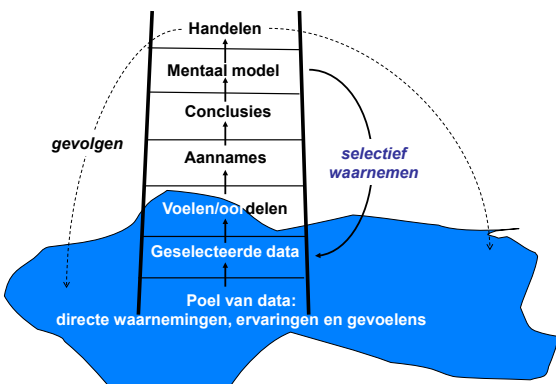 Handelen
Mentaal model
Conclusies
gevolgen
Aannames
selectief
waarnemen
Voelen/oordelen
Geselecteerde data
Poel van data:
directe waarnemingen, ervaringen en gevoelens